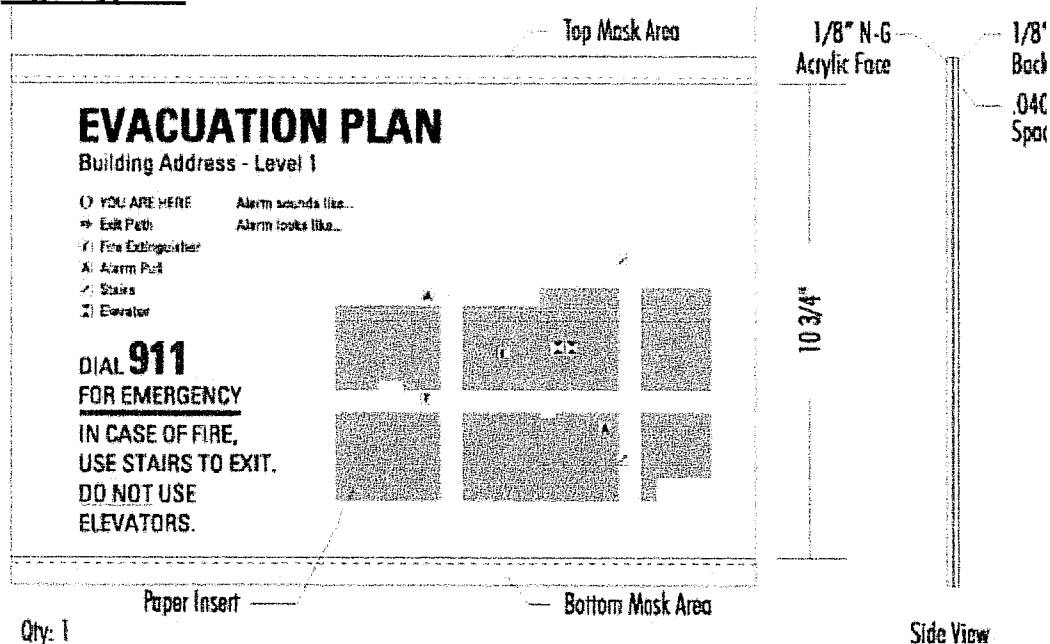 Top Mask Area
1/8" N-G
Acrylic Face
1/8"
Back
.040
Spac
EVACUATION PLAN
Building Address - Level 1
YOU ARE HERE
Alarm sounds like...
Exit Path
Alarm looks like...
Fire Extinguisher
Alarm Pull
Stairs
Elevator
10 3/4"
DIAL 911
FOR EMERGENCY
IN CASE OF FIRE,
USE STAIRS TO EXIT.
DO NOT USE
ELEVATORS.
Paper Insert
Bottom Mask Area
Qty: 1
Side View